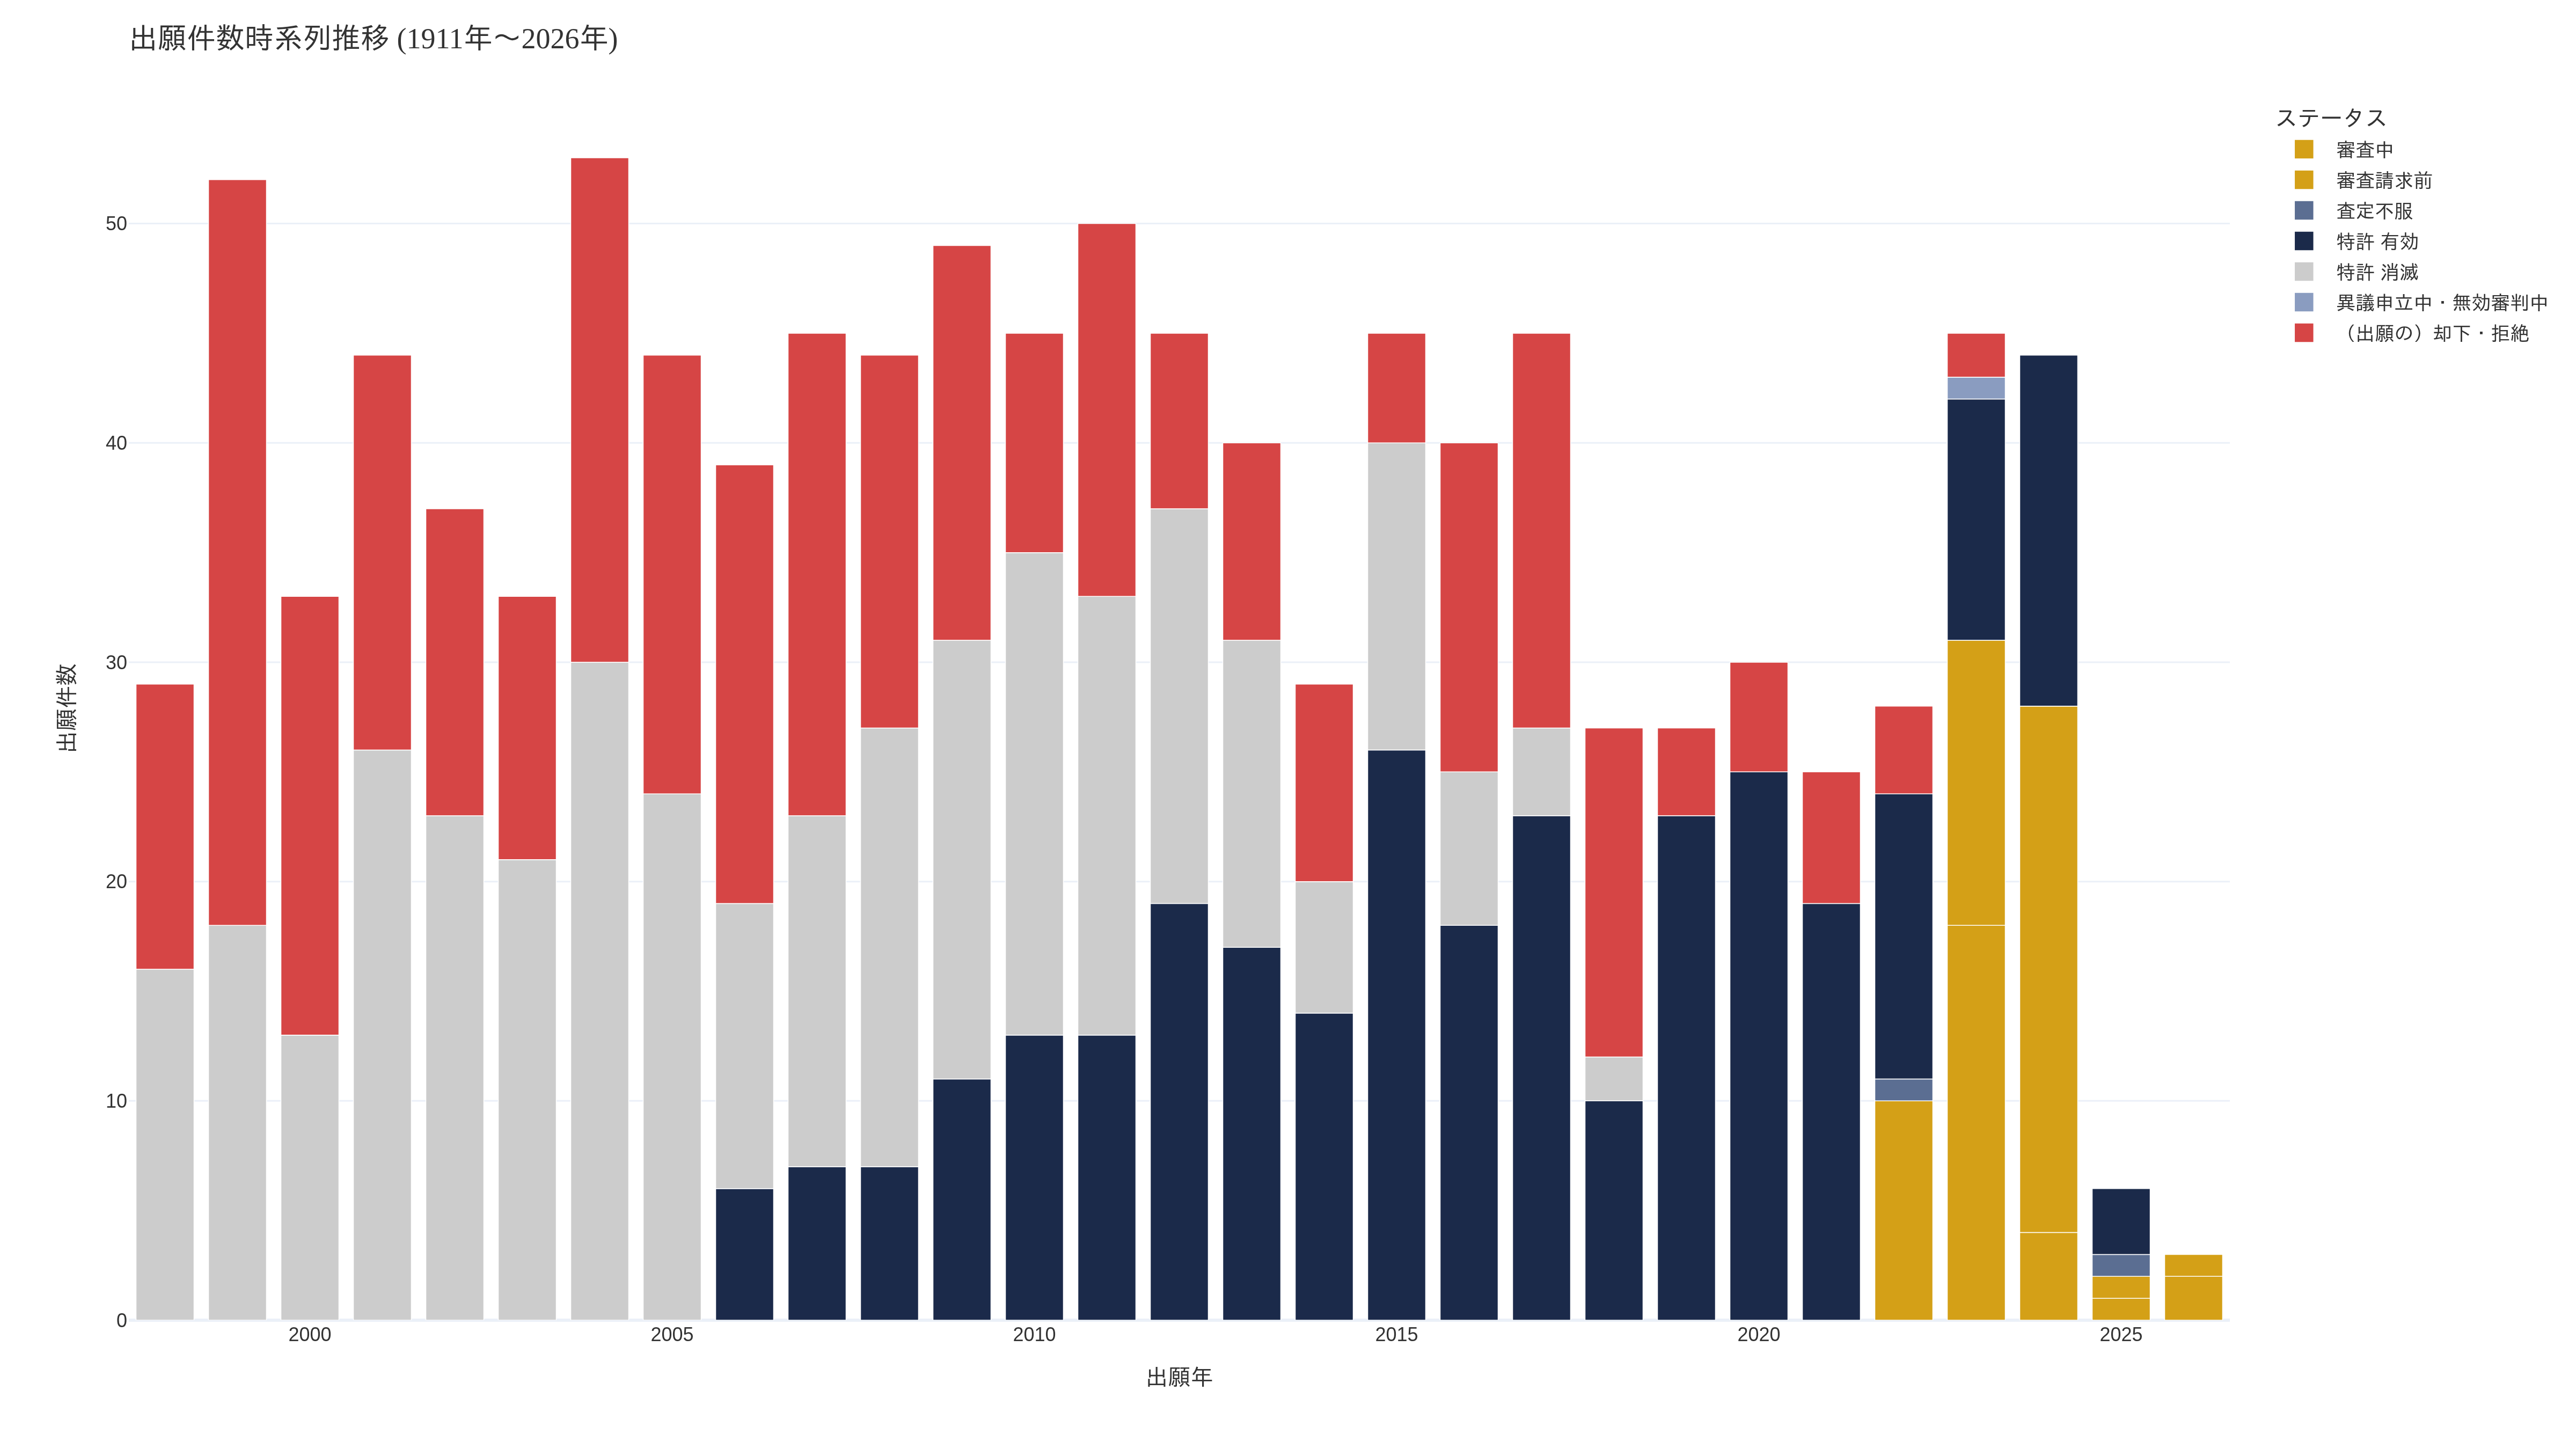 出願件数時系列推移 (1911年～2026年)
ステータス
審査中
審査請求前
査定不服
特許 有効
特許 消滅
異議申立中・無効審判中
（出願の）却下・拒絶
出願件数
50
40
30
20
10
0
2000
2005
2010
2015
2020
2025
出願年